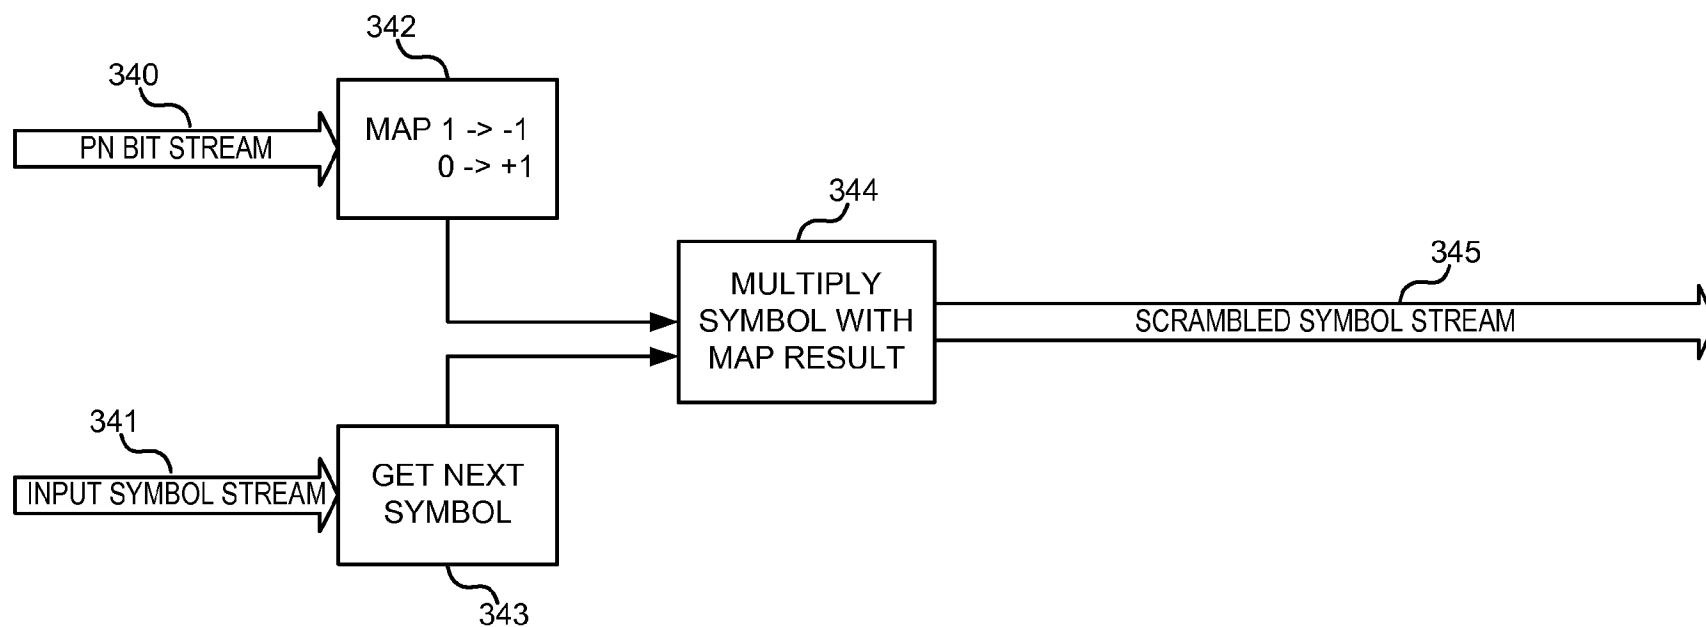 342
340
MAP 1 -> -1
0 -> +1
PN BIT STREAM
344
345
MULTIPLY
SYMBOL WITH
MAP RESULT
SCRAMBLED SYMBOL STREAM
341
GET NEXT
SYMBOL
INPUT SYMBOL STREAM
343